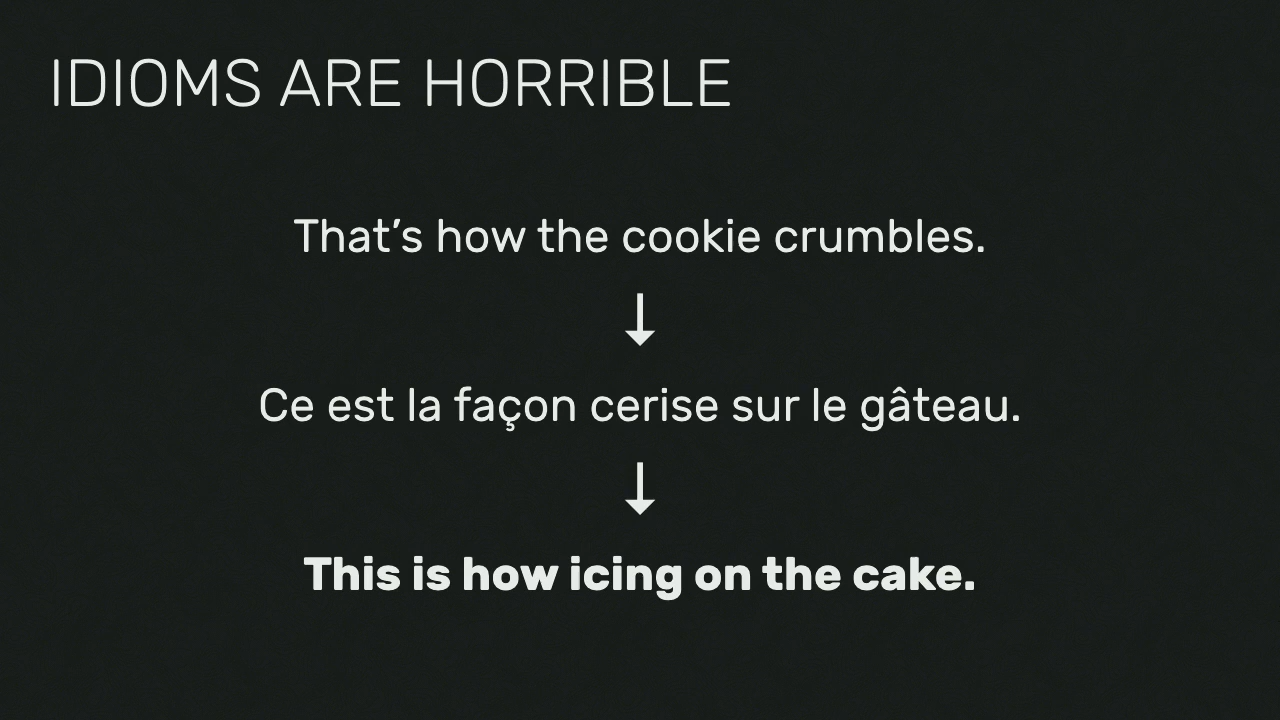 IDIOMS ARE HORRIBLE
That’s how the cookie crumbles.
↓
Ce est la façon cerise sur le gâteau.
↓
This is how icing on the cake.